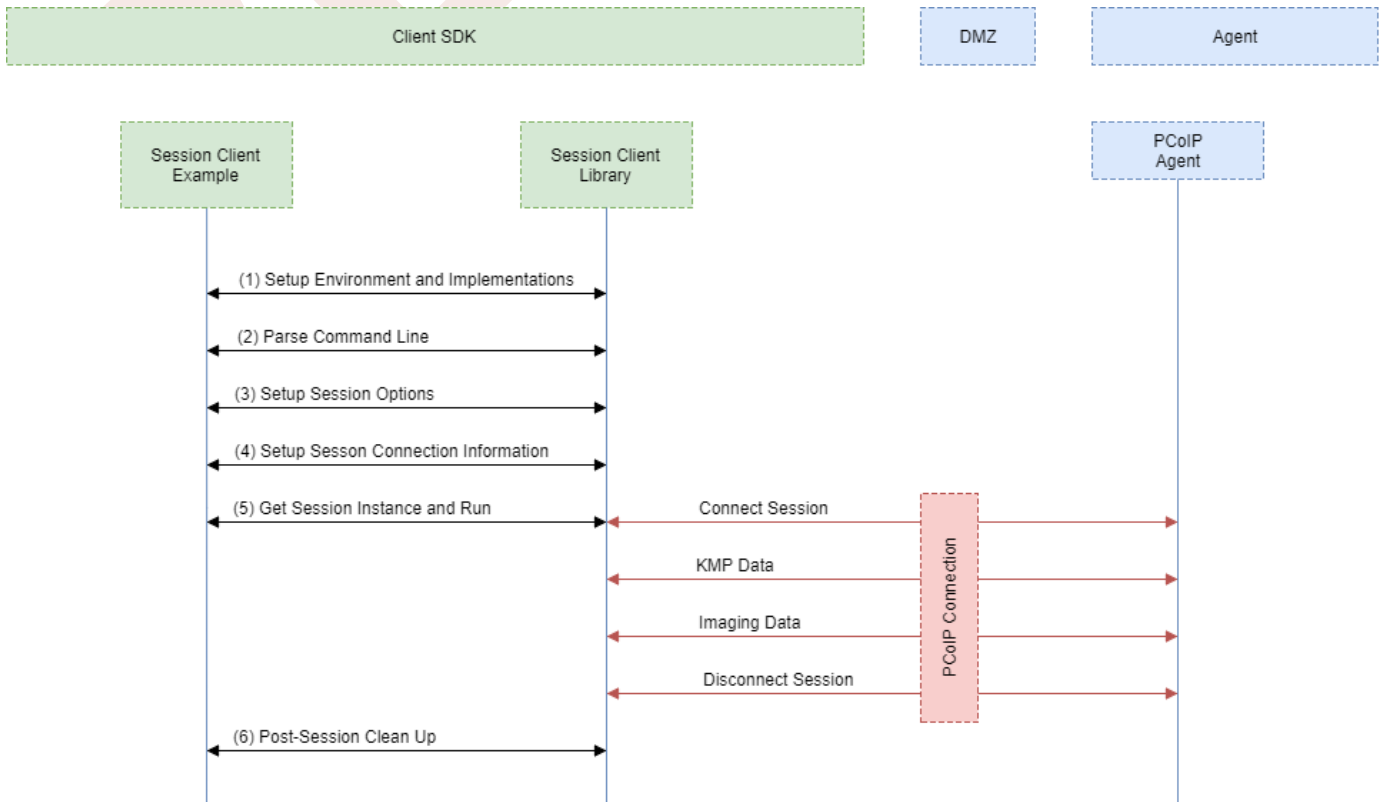 Client SDK
DMZ
Agent
Session Client
Example
Session Client
Library
PCoIP
Agent
(1) Setup Environment and Implementations
(2) Parse Command Line
(3) Setup Session Options
(4) Setup Sesson Connection Information
(5) Get Session Instance and Run
Connect Session
KMP Data
Imaging Data
Disconnect Session
PCoIP Connection
(6) Post-Session Clean Up